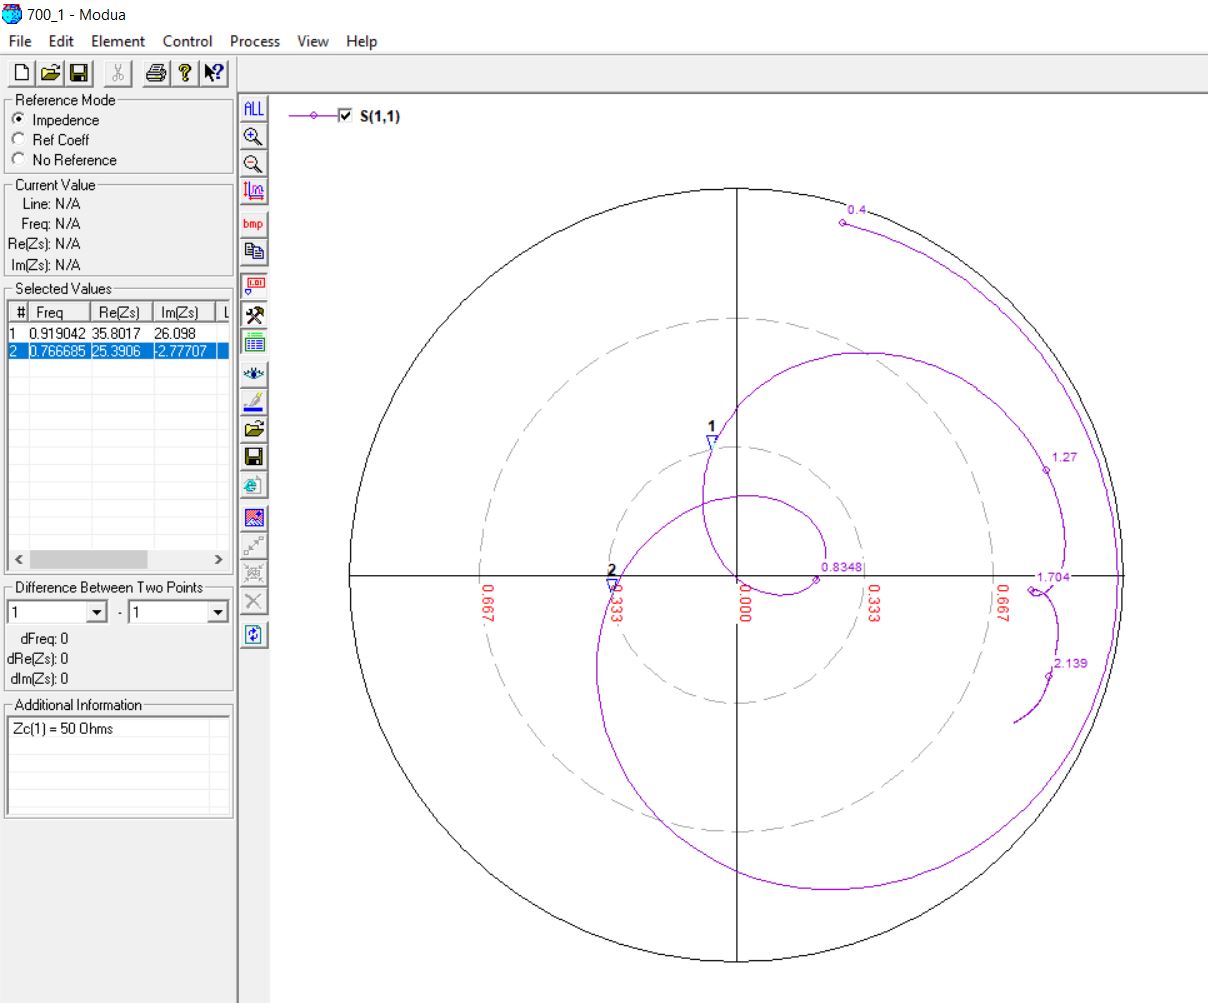 700_1 - Modua
File Edit Element Control Process View Help
Reference Mode
Impedence
Ref Coeff
No Reference
Current Value
Line: N/A
Freq: N/A
Re(Zs): N/A
Im(Zs): N/A
Selected Values
# Freq Re(Zs) Im(Zs) L
1 0.919042 35.8017 26.098
2 0.766685 25.3906 -2.77707
Difference Between Two Points
1 - 1
dFreq: 0
dRe(Zs): 0
dIm(Zs): 0
Additional Information
Zc(1) = 50 Ohms
ALL
bmp
1.01
S(1,1)
0.4
1
1.27
2
0.8348
1.704
0.667
0.333
0.000
0.333
0.667
2.139